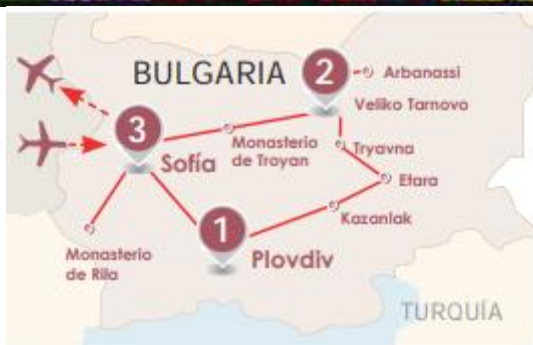 BULGARIA
2
Arbanassi
Veliko Tarnovo
3
Sofía
Monasterio
de Troyan
Tryavna
Etara
Kazanlak
1
Plovdiv
Monasterio
de Rila
TURQUÍA